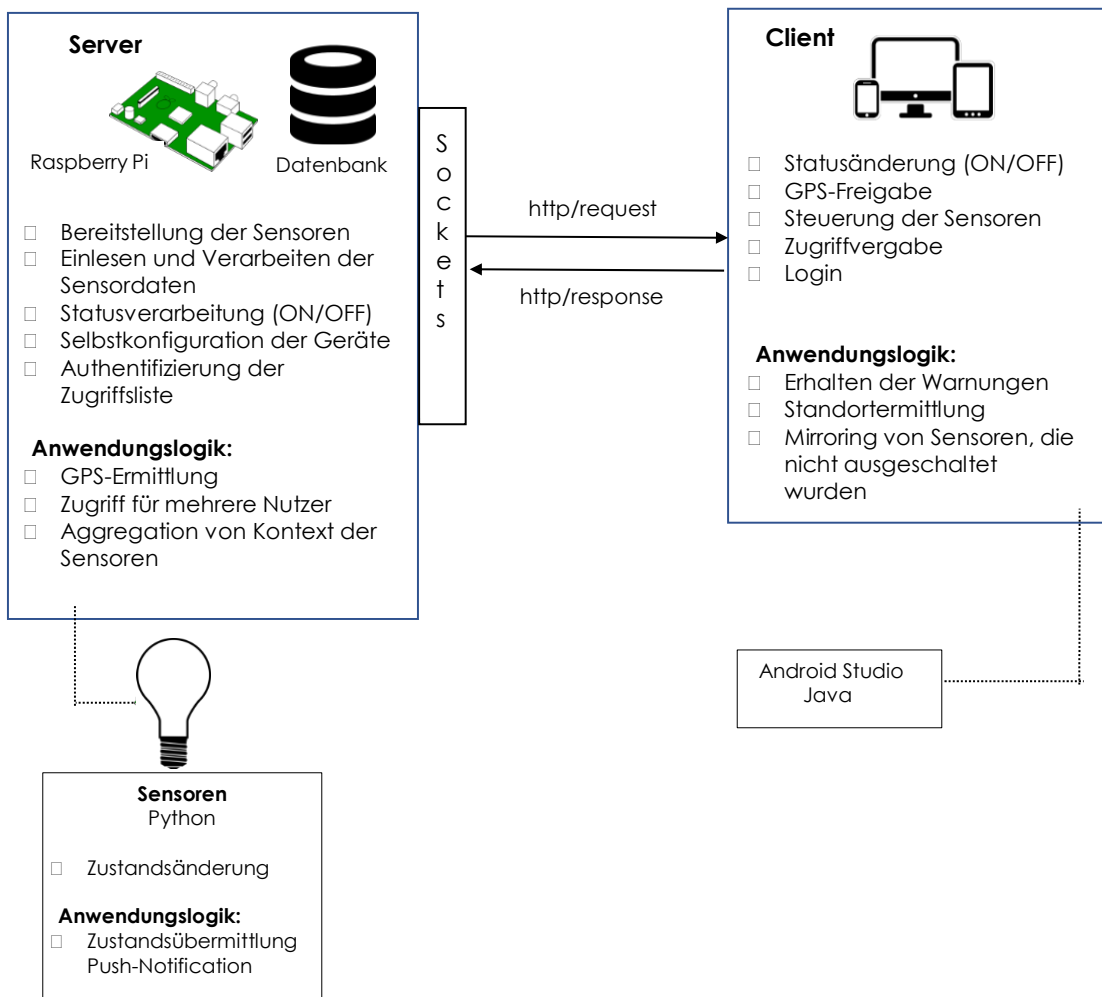 Server
Raspberry Pi
Datenbank
Bereitstellung der Sensoren
Einlesen und Verarbeiten der
Sensordaten
Statusverarbeitung (ON/OFF)
Selbstkonfiguration der Geräte
Authentifizierung der
Zugriffsliste
Anwendungslogik:
GPS-Ermittlung
Zugriff für mehrere Nutzer
Aggregation von Kontext der
Sensoren
Sockets
http/request
http/response
Client
Statusänderung (ON/OFF)
GPS-Freigabe
Steuerung der Sensoren
Zugriffvergabe
Login
Anwendungslogik:
Erhalten der Warnungen
Standortermittlung
Mirroring von Sensoren, die
nicht ausgeschaltet
wurden
Android Studio
Java
Sensoren
Python
Zustandsänderung
Anwendungslogik:
Zustandsübermittlung
Push-Notification